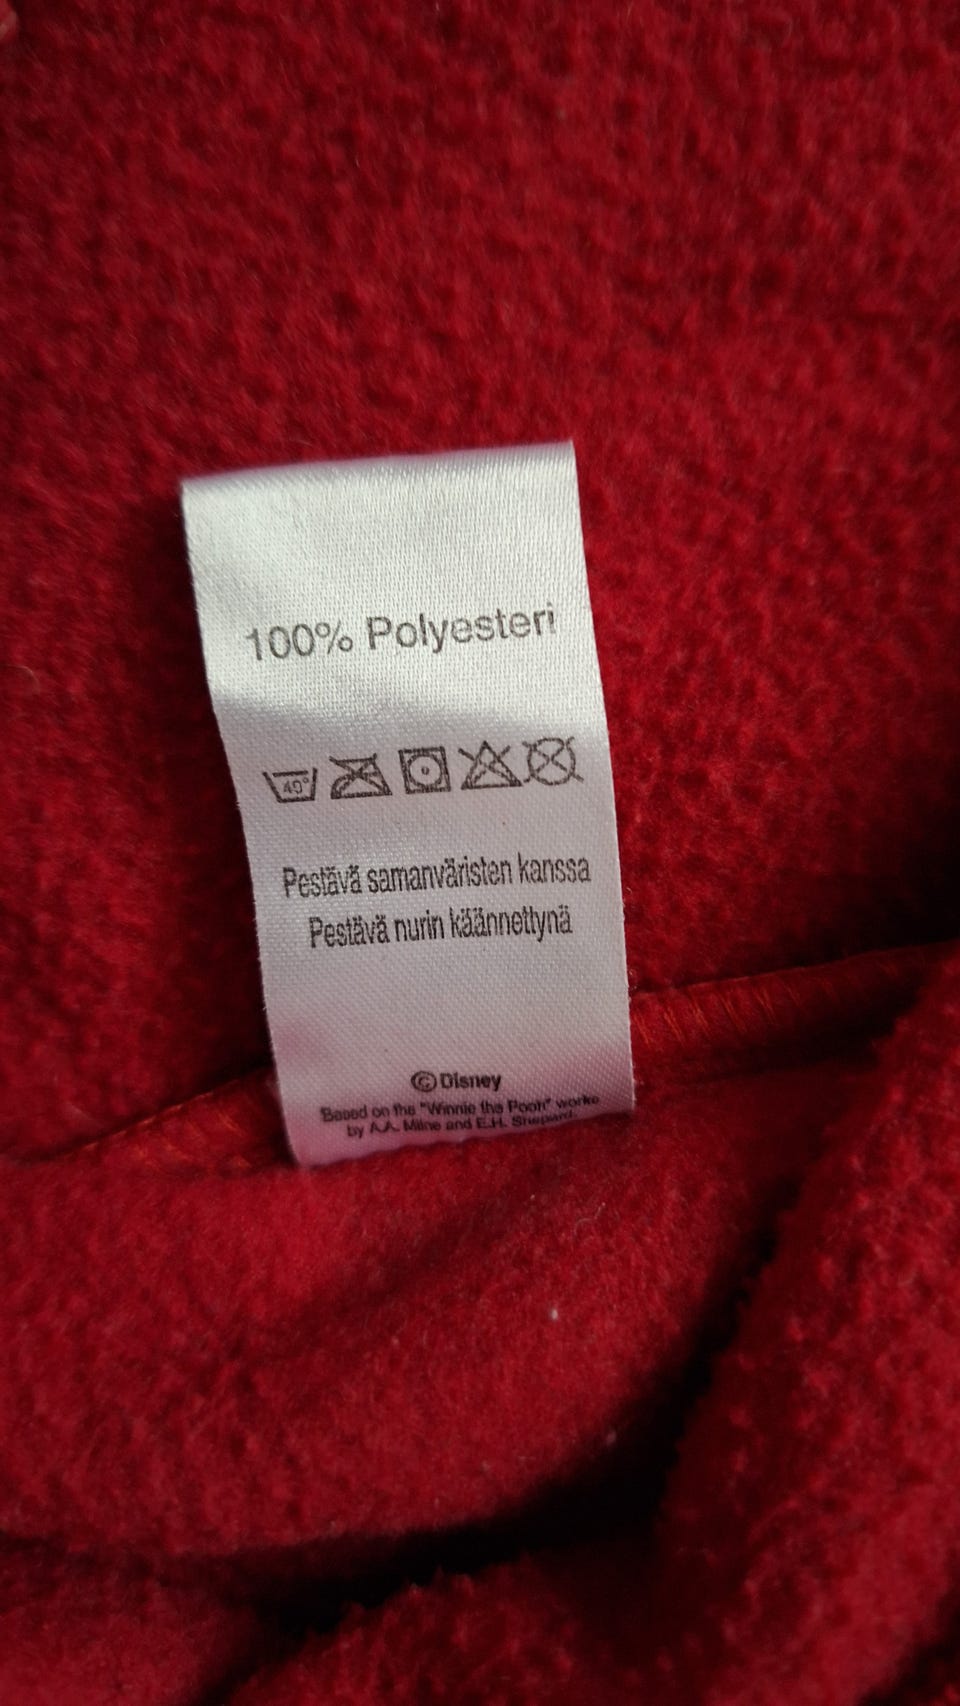 100% Polyesteri
40°
Pestävä samanväristen kanssa
Pestävä nurin käännettynä
© Disney
Based on the "Winnie the Pooh" works
by A.A. Milne and E.H. Shepard.